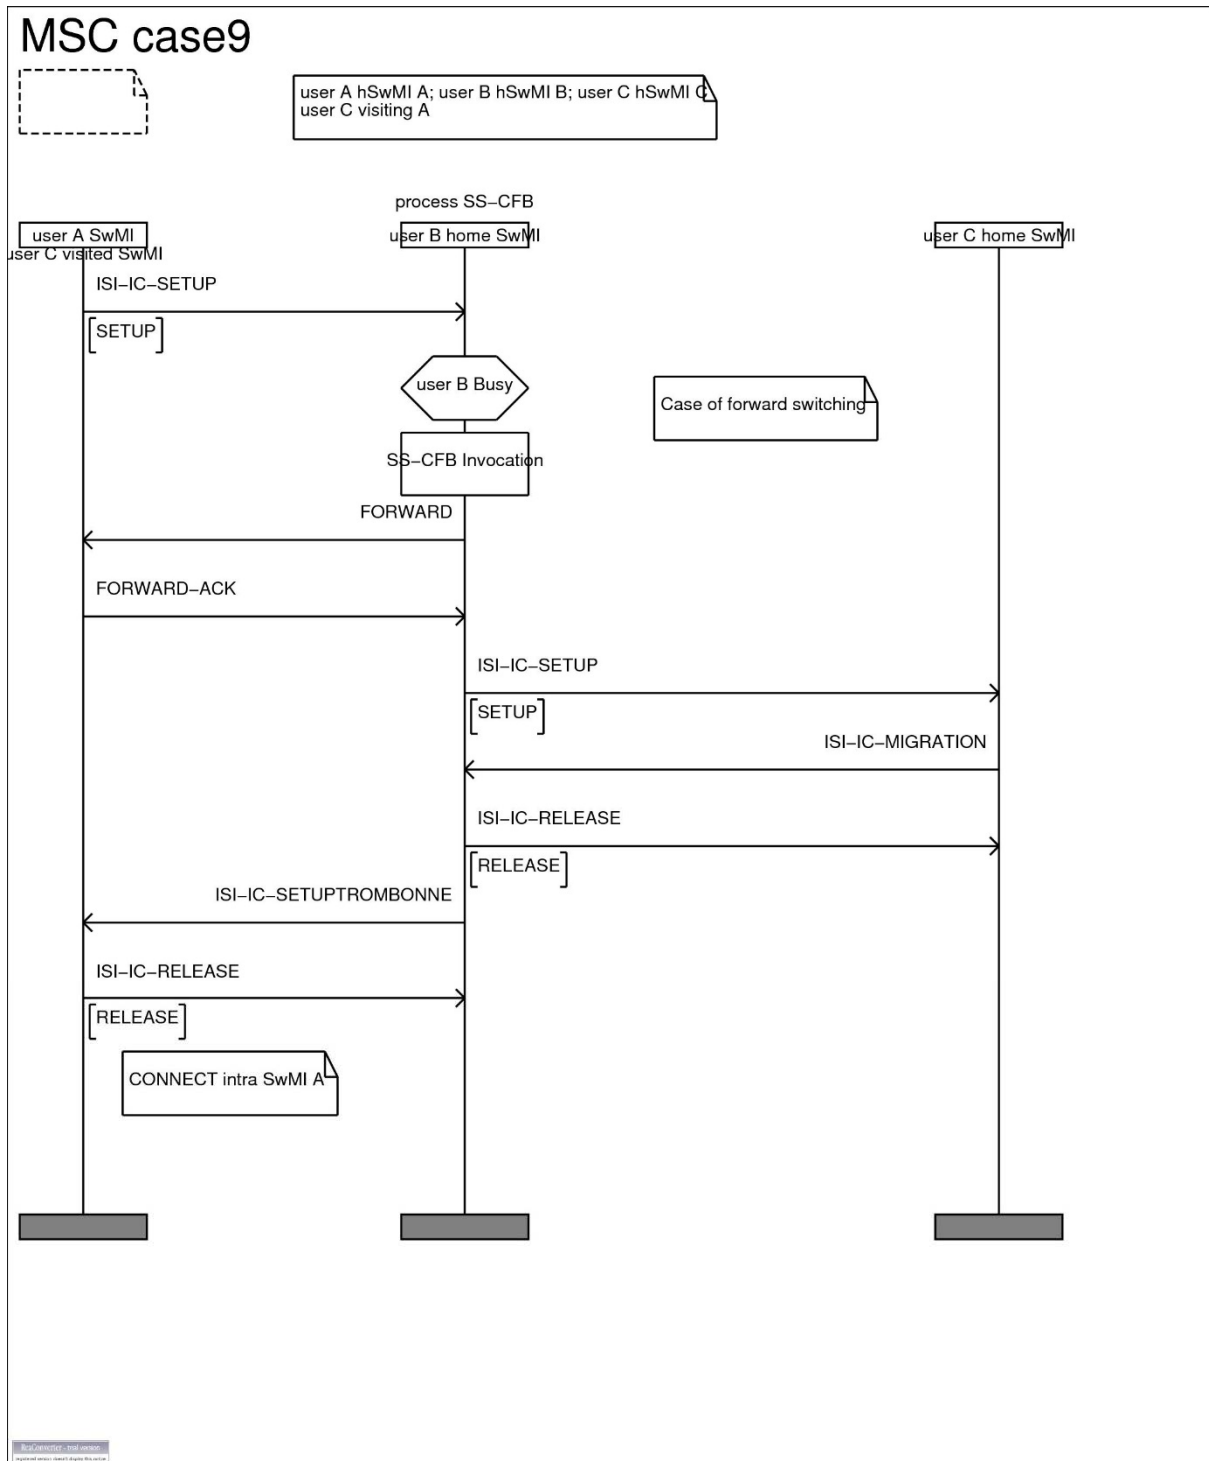 MSC case9
user A hSwMI A; user B hSwMI B; user C hSwMI C
user C visiting A
process SS-CFB
user A SwMI
user B home SwMI
user C home SwMI
user C visited SwMI
ISI-IC-SETUP
SETUP
user B Busy
Case of forward switching
SS-CFB Invocation
FORWARD
FORWARD-ACK
ISI-IC-SETUP
SETUP
ISI-IC-MIGRATION
ISI-IC-RELEASE
RELEASE
ISI-IC-SETUPTROMBONNE
ISI-IC-RELEASE
RELEASE
CONNECT intra SwMI A
ReaConverter - trial version